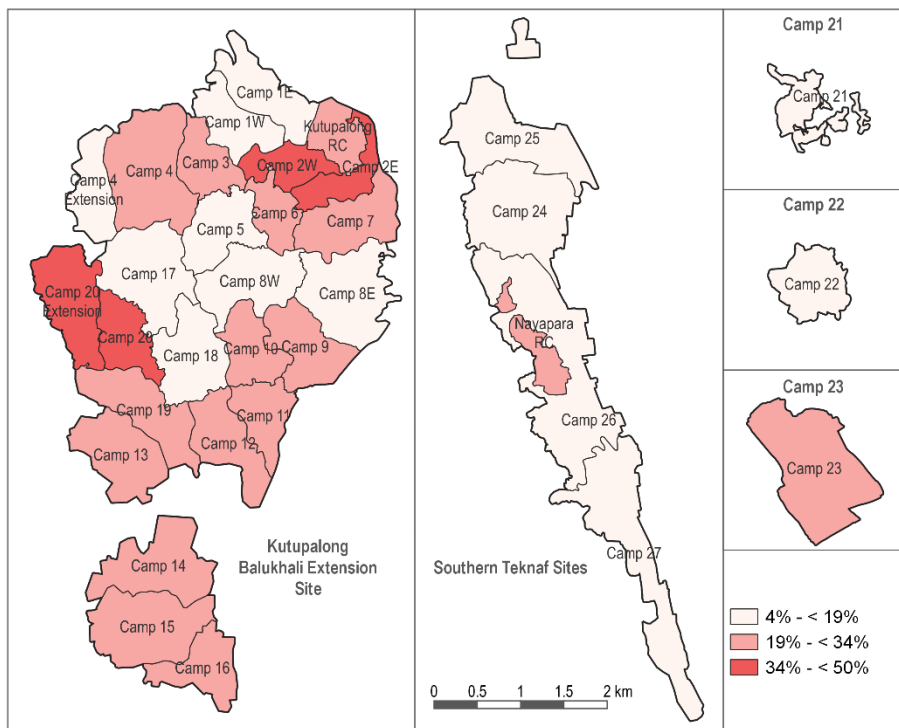 Camp 1E
Camp 1W
Kutupalong
RC
Camp 2W
Camp 2E
Camp 3
Camp 4
Camp 4
Extension
Camp 6
Camp 7
Camp 5
Camp 17
Camp 8W
Camp 8E
Camp 20
Extension
Camp 20
Camp 18
Camp 10
Camp 9
Camp 19
Camp 11
Camp 12
Camp 13
Camp 14
Camp 15
Camp 16
Kutupalong
Balukhali Extension
Site
Camp 25
Camp 24
Nayapara
RC
Camp 26
Camp 27
Southern Teknaf Sites
0 0.5 1 1.5 2 km
Camp 21
Camp 21
Camp 22
Camp 22
Camp 23
Camp 23
4% - < 19%
19% - < 34%
34% - < 50%